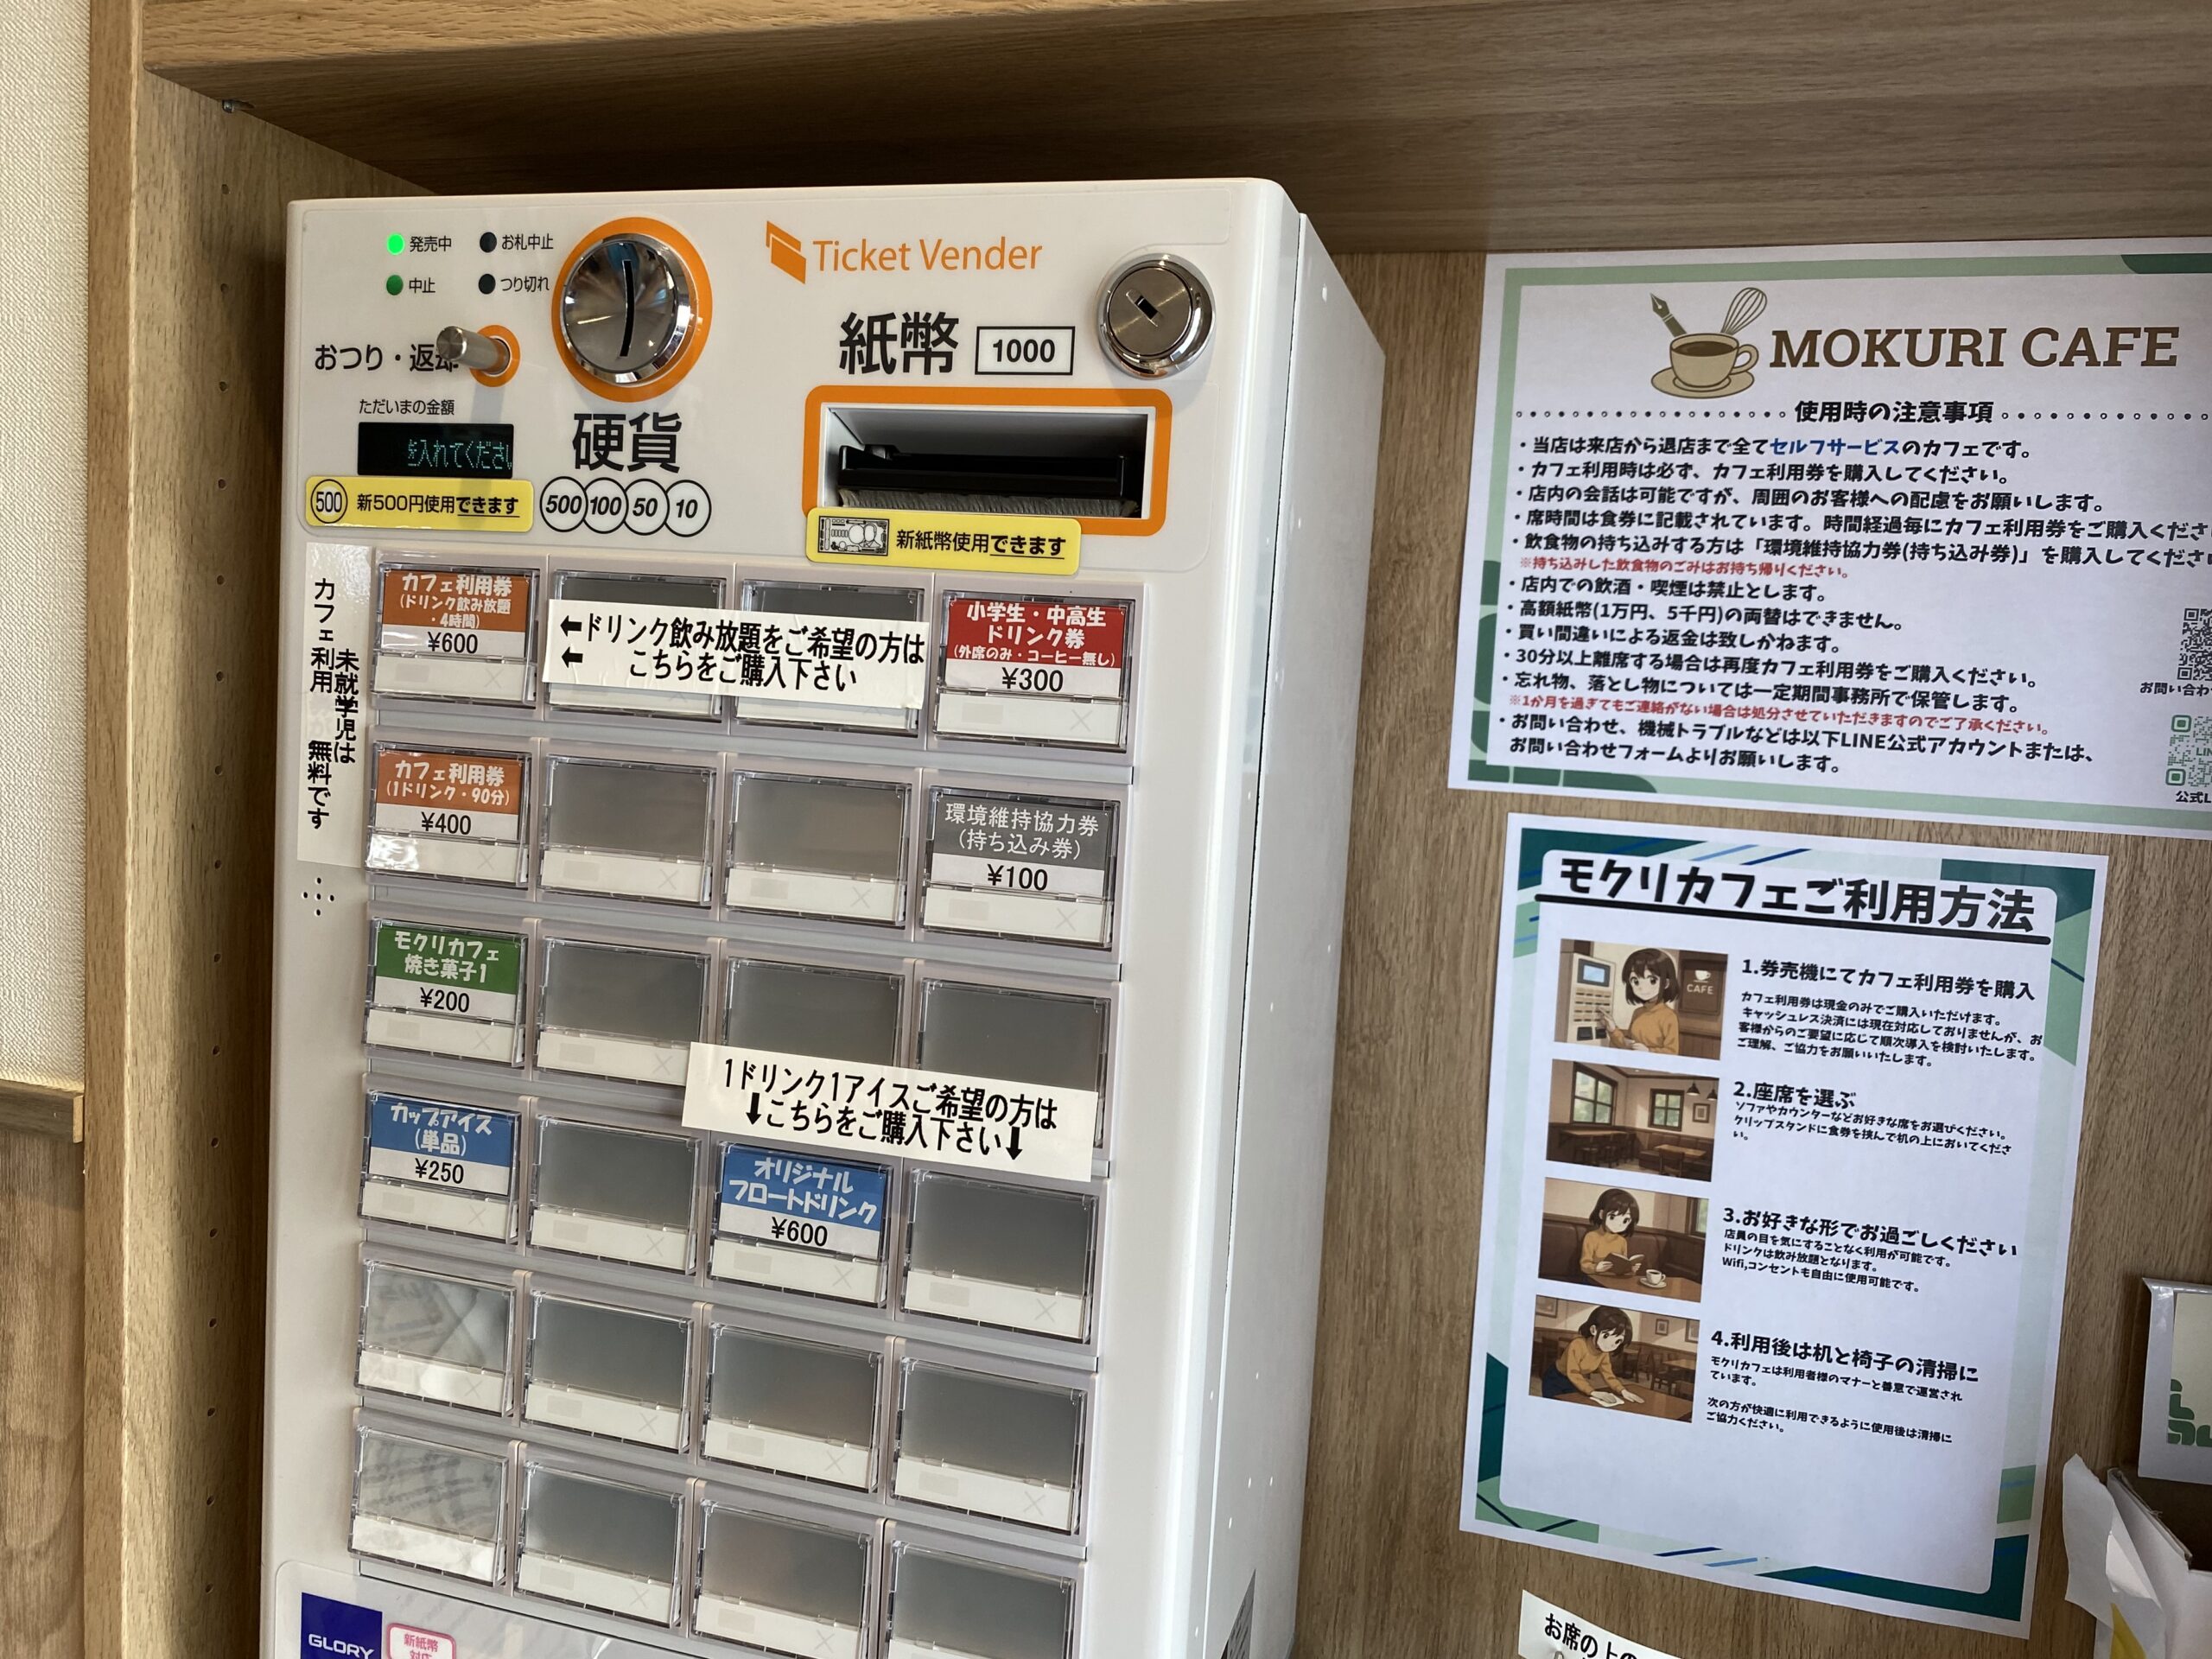 発売中
お札中止
中止
つり切れ
おつり・返却
ただいまの金額
を入れてください
500
新500円使用できます
硬貨
500 100 50 10
Ticket Vender
紙幣 1000
新紙幣使用できます
未就学児は
カフェ利用 無料です
カフェ利用券
(ドリンク飲み放題
・4時間)
¥600
←ドリンク飲み放題をご希望の方は
← こちらをご購入下さい
小学生・中高生
ドリンク券
(外席のみ・コーヒー無し)
¥300
カフェ利用券
(1ドリンク・90分)
¥400
環境維持協力券
(持ち込み券)
¥100
モクリカフェ
焼き菓子1
¥200
1ドリンク1アイスご希望の方は
↓こちらをご購入下さい↓
カップアイス
(単品)
¥250
オリジナル
フロートドリンク
¥600
GLORY
新紙幣
対応
MOKURI CAFE
使用時の注意事項
・当店は来店から退店まで全てセルフサービスのカフェです。
・カフェ利用時は必ず、カフェ利用券を購入してください。
・店内の会話は可能ですが、周囲のお客様への配慮をお願いします。
・席時間は食券に記載されています。時間経過毎にカフェ利用券をご購入くださ
・飲食物の持ち込みする方は「環境維持協力券(持ち込み券)」を購入してくださ
※持ち込みした飲食物のごみはお持ち帰りください。
・店内での飲酒・喫煙は禁止とします。
・高額紙幣(1万円、5千円)の両替はできません。
・買い間違いによる返金は致しかねます。
・30分以上離席する場合は再度カフェ利用券をご購入ください。
・忘れ物、落とし物については一定期間事務所で保管します。
※1か月を過ぎてもご連絡がない場合は処分させていただきますのでご了承ください。
・お問い合わせ、機械トラブルなどは以下LINE公式アカウントまたは、
お問い合わせフォームよりお願いします。
お問い合わ
公式L
モクリカフェご利用方法
CAFE
1.券売機にてカフェ利用券を購入
カフェ利用券は現金のみでご購入いただけます。
キャッシュレス決済には現在対応しておりませんが、お
客様からのご要望に応じて順次導入を検討いたします。
ご理解、ご協力をお願いいたします。
2.座席を選ぶ
ソファやカウンターなどお好きな席をお選びください。
クリップスタンドに食券を挟んで机の上においてくださ
い。
3.お好きな形でお過ごしください
店員の目を気にすることなく利用が可能です。
ドリンクは飲み放題となります。
Wifi,コンセントも自由に使用可能です。
4.利用後は机と椅子の清掃に
モクリカフェは利用者様のマナーと善意で運営され
ています。
次の方が快適に利用できるように使用後は清掃に
ご協力ください。
お席の上の